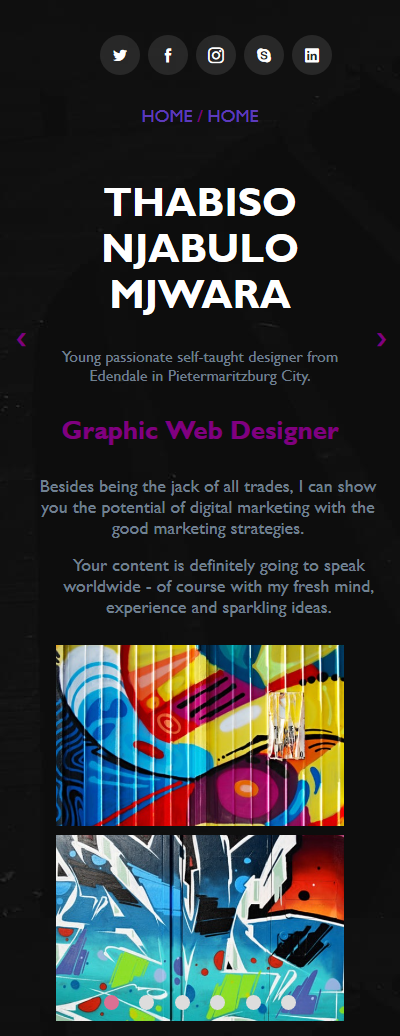 HOME / HOME
THABISO
NJABULO
MJWARA
Young passionate self-taught designer from
Edendale in Pietermaritzburg City.
Graphic Web Designer
Besides being the jack of all trades, I can show
you the potential of digital marketing with the
good marketing strategies.
Your content is definitely going to speak
worldwide - of course with my fresh mind,
experience and sparkling ideas.